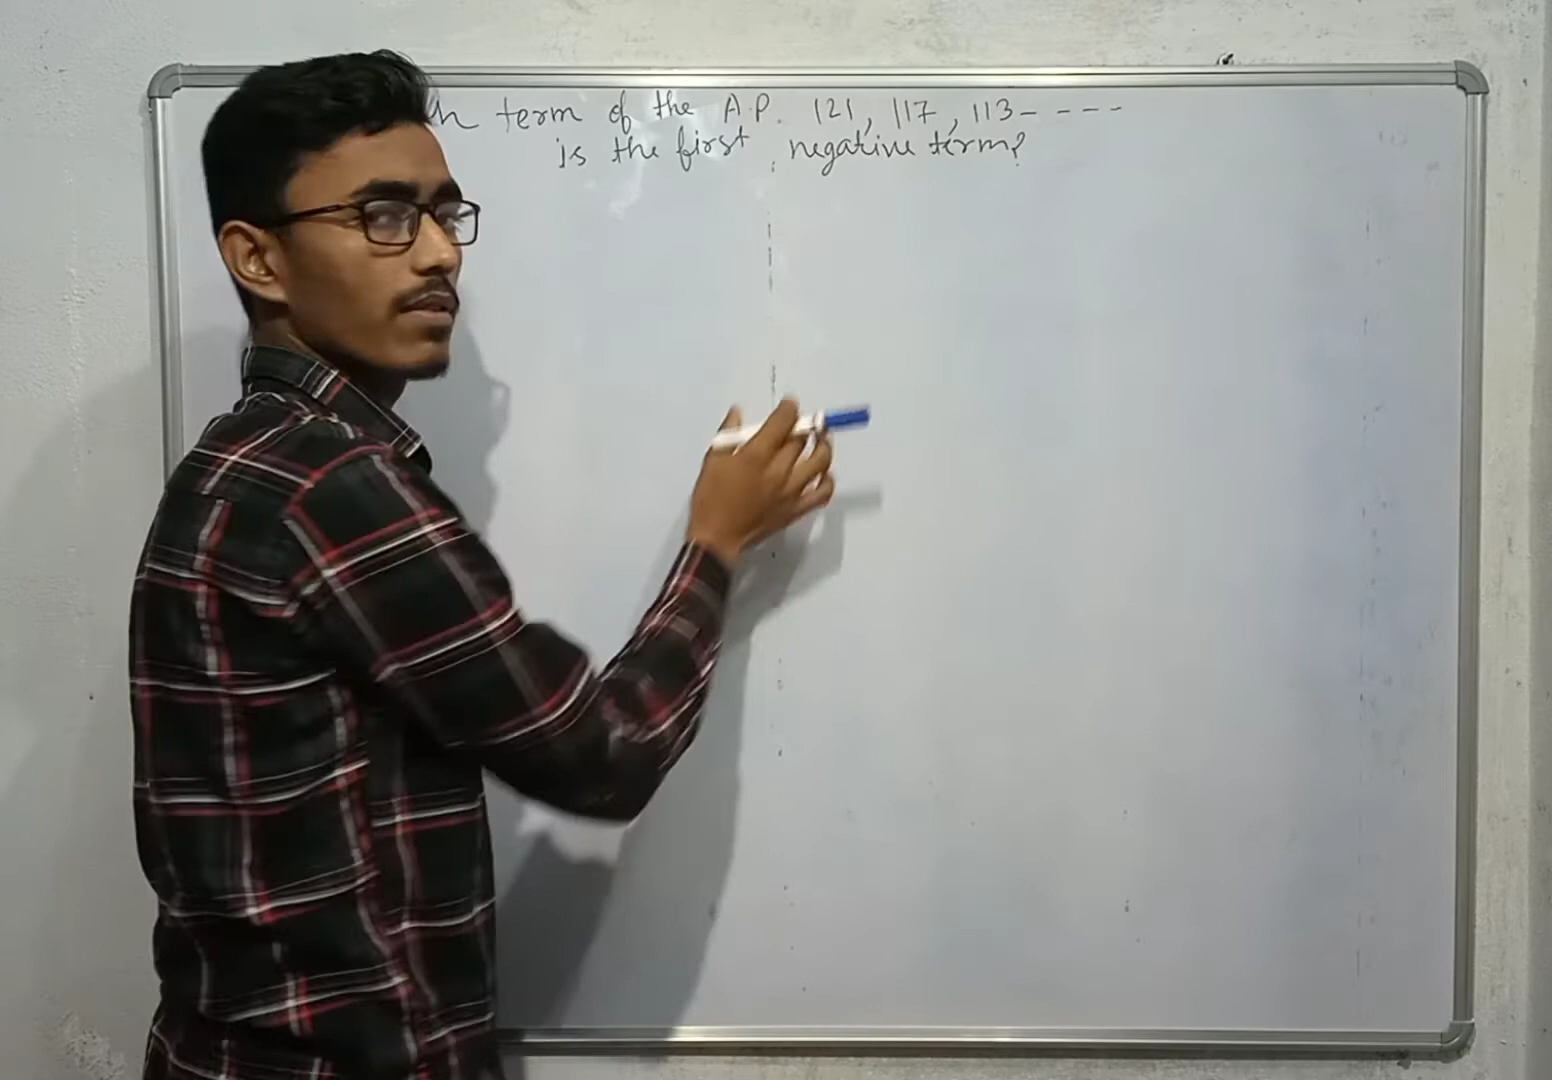 term of the A.P. 121, 117, 113- - - -
is the first negative term?